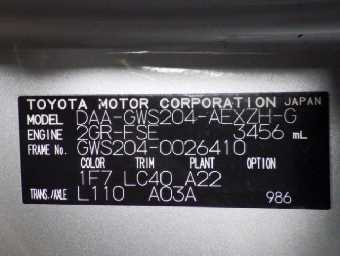 TOYOTA MOTOR CORPORATION JAPAN
MODEL DAA-GWS204-AEXZH-G
ENGINE 2GR-FSE 3456 mL
FRAME No. GWS204-0026410
COLOR TRIM PLANT OPTION
1F7 LC40 A22
TRANS./AXLE L110 A03A 986